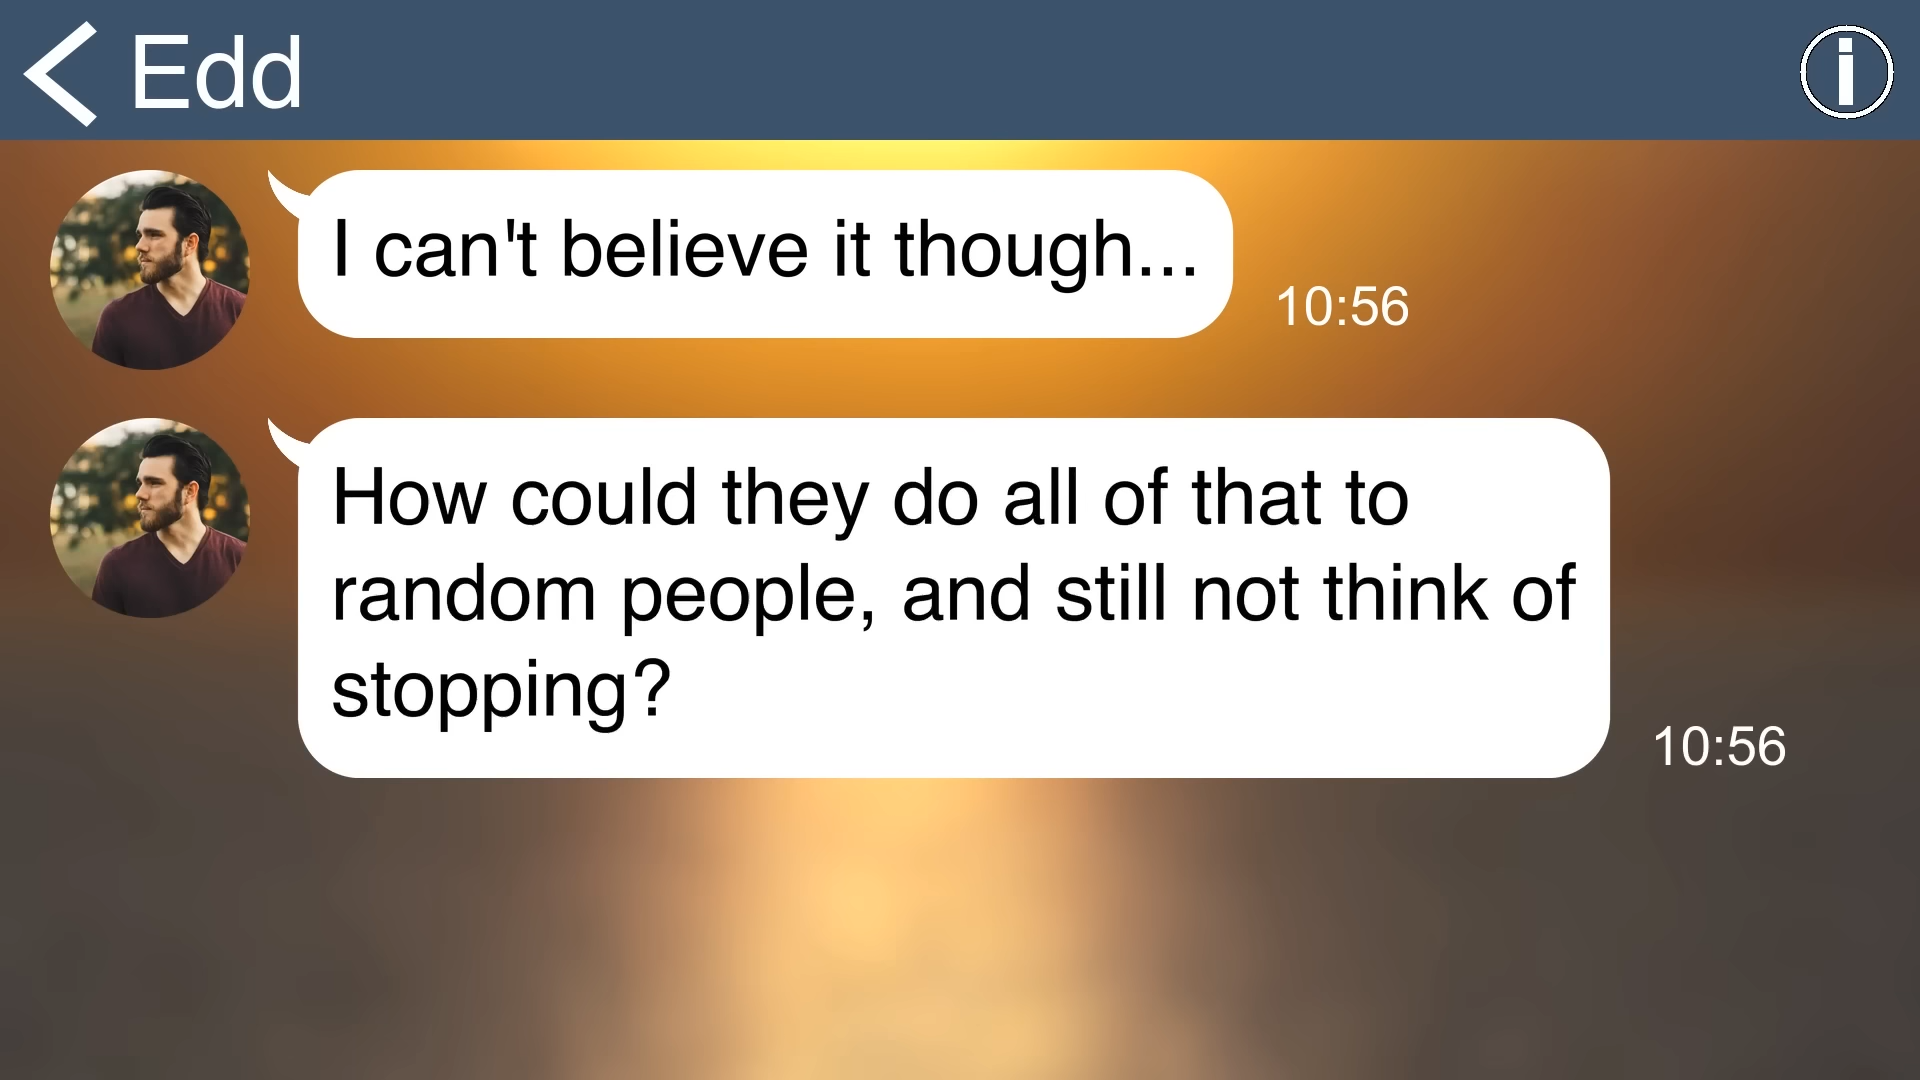 Edd
I can't believe it though...
10:56
How could they do all of that to
random people, and still not think of
stopping?
10:56